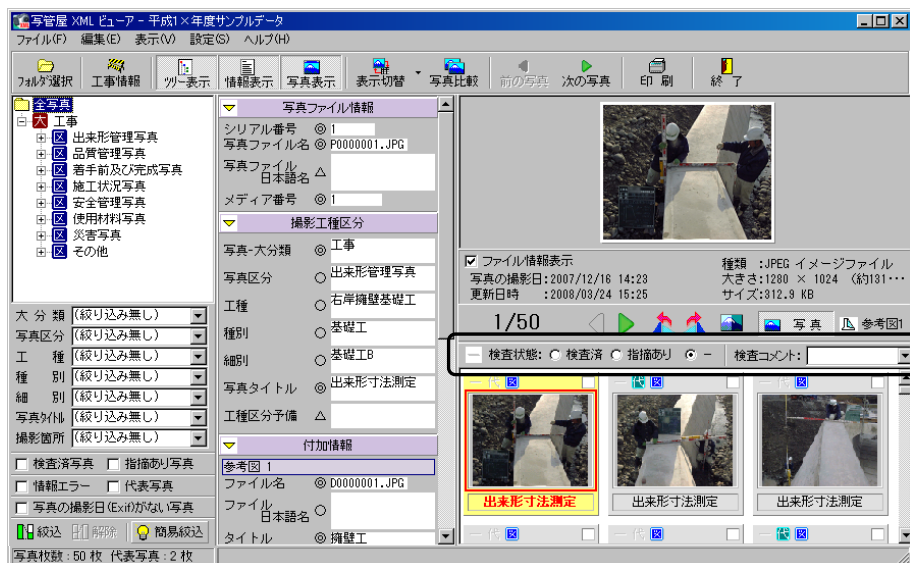 写管屋 XML ビューア - 平成1×年度サンプルデータ
ファイル(F) 編集(E) 表示(V) 設定(S) ヘルプ(H)
フォルダ選択 工事情報 ツリー表示 情報表示 写真表示 表示切替 写真比較 前の写真 次の写真 印 刷 終 了
全写真
大 工事
区 出来形管理写真
区 品質管理写真
区 着手前及び完成写真
区 施工状況写真
区 安全管理写真
区 使用材料写真
区 災害写真
区 その他
大 分 類 (絞り込み無し)
写真区分 (絞り込み無し)
工 種 (絞り込み無し)
種 別 (絞り込み無し)
細 別 (絞り込み無し)
写真タイトル (絞り込み無し)
撮影箇所 (絞り込み無し)
検査済写真 指摘あり写真
情報エラー 代表写真
写真の撮影日(Exif)がない写真
絞込 解除 簡易絞込
写真枚数 : 50 枚 代表写真 : 2 枚
写真ファイル情報
シリアル番号 ◎ 1
写真ファイル名 ◎ P0000001.JPG
写真ファイル
日本語名 △
メディア番号 ◎ 1
撮影工種区分
写真-大分類 ◎ 工事
写真区分 ○ 出来形管理写真
工種 ○ 右岸擁壁基礎工
種別 ○ 基礎工
細別 ○ 基礎工B
写真タイトル ◎ 出来形寸法測定
工種区分予備 △
付加情報
参考図 1
ファイル名 ◎ D0000001.JPG
ファイル
日本語名 ○
タイトル ◎ 擁壁工
ファイル情報表示
写真の撮影日:2007/12/16 14:23
更新日時 :2008/03/24 15:25
種類 :JPEG イメージファイル
大きさ:1280 × 1024 (約131…
サイズ:312.9 KB
1/50 写 真 参考図1
一 検査状態: 検査済 指摘あり − 検査コメント:
一 代 区 一 代 区 一 代 区
出来形寸法測定 出来形寸法測定 出来形寸法測定
一 代 区 一 代 区 一 代 区